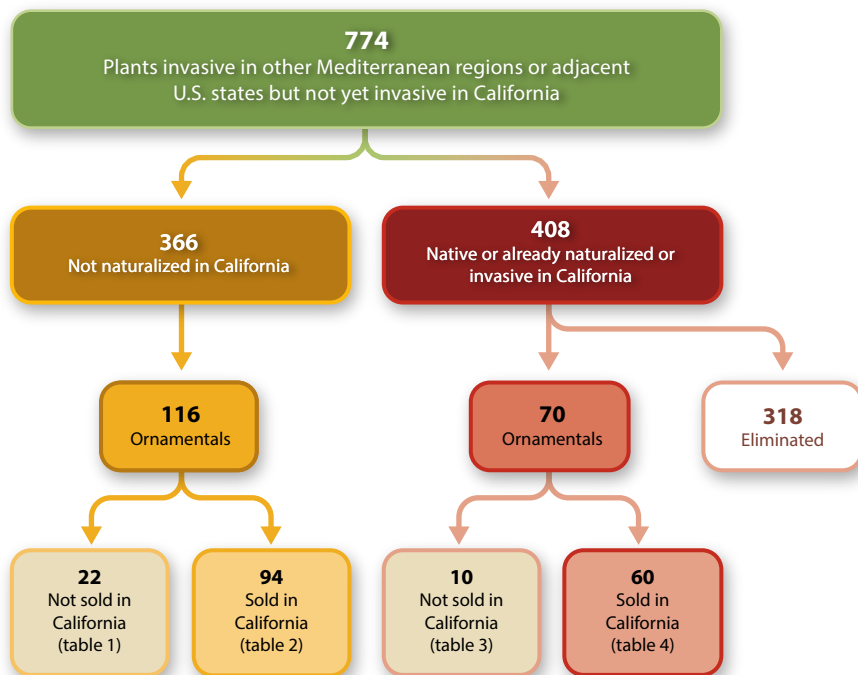 774
Plants invasive in other Mediterranean regions or adjacent
U.S. states but not yet invasive in California
366
Not naturalized in California
408
Native or already naturalized or
invasive in California
116
Ornamentals
70
Ornamentals
318
Eliminated
22
Not sold in
California
(table 1)
94
Sold in
California
(table 2)
10
Not sold in
California
(table 3)
60
Sold in
California
(table 4)